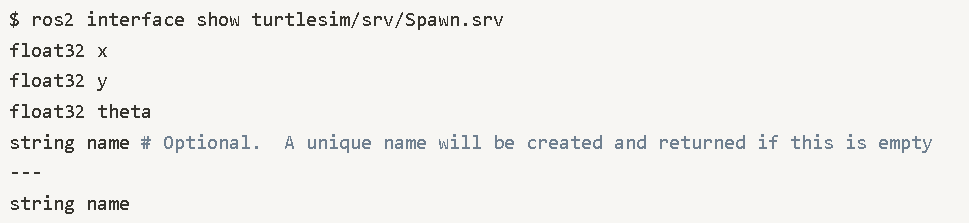 $ ros2 interface show turtlesim/srv/Spawn.srv
float32 x
float32 y
float32 theta
string name # Optional.  A unique name will be created and returned if this is empty
---
string name